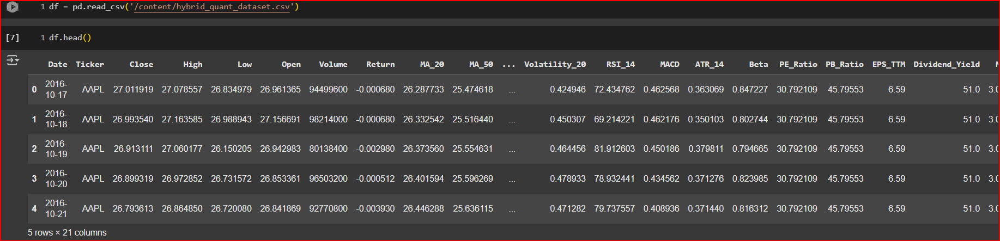 1 df = pd.read_csv('/content/hybrid_quant_dataset.csv')
[7] 1 df.head()
Date Ticker Close High Low Open Volume Return MA_20 MA_50 ... Volatility_20 RSI_14 MACD ATR_14 Beta PE_Ratio PB_Ratio EPS_TTM Dividend_Yield
0 2016-10-17 AAPL 27.011919 27.078557 26.834979 26.961365 94499600 -0.000680 26.287733 25.474618 ... 0.424946 72.434762 0.462568 0.363069 0.847227 30.792109 45.79553 6.59 51.0 3.0
1 2016-10-18 AAPL 26.993540 27.163585 26.988943 27.156691 98214000 -0.000680 26.332542 25.516440 ... 0.450307 69.214221 0.462176 0.350103 0.802744 30.792109 45.79553 6.59 51.0 3.0
2 2016-10-19 AAPL 26.913111 27.060177 26.150205 26.942983 80138400 -0.002980 26.373560 25.554631 ... 0.464456 81.912603 0.450186 0.379811 0.794665 30.792109 45.79553 6.59 51.0 3.0
3 2016-10-20 AAPL 26.899319 26.972852 26.731572 26.853361 96503200 -0.000512 26.401594 25.596269 ... 0.478933 78.932441 0.434562 0.371276 0.823985 30.792109 45.79553 6.59 51.0 3.0
4 2016-10-21 AAPL 26.793613 26.864850 26.720080 26.841869 92770800 -0.003930 26.446288 25.636115 ... 0.471282 79.737557 0.408936 0.371440 0.816312 30.792109 45.79553 6.59 51.0 3.0
5 rows × 21 columns